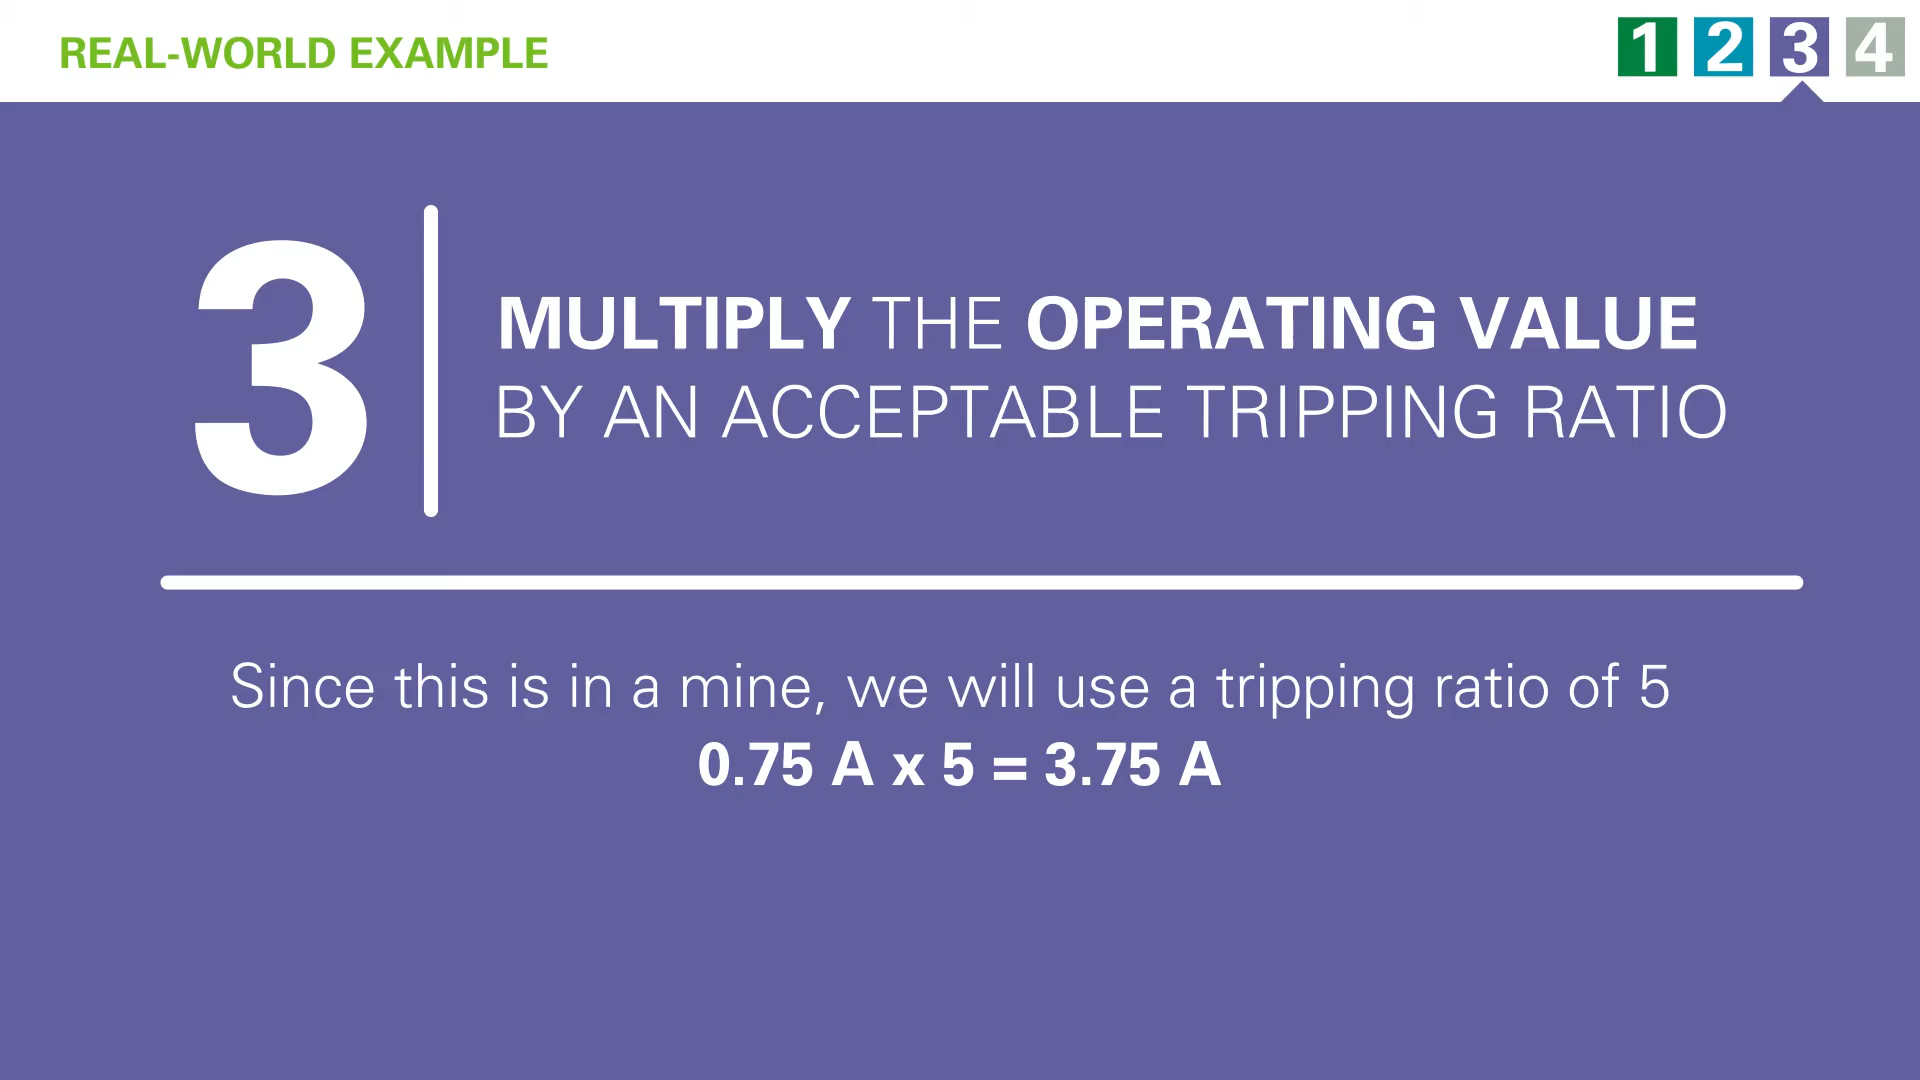 REAL-WORLD EXAMPLE
1 2 3 4
3
MULTIPLY THE OPERATING VALUE
BY AN ACCEPTABLE TRIPPING RATIO
Since this is in a mine, we will use a tripping ratio of 5
0.75 A x 5 = 3.75 A